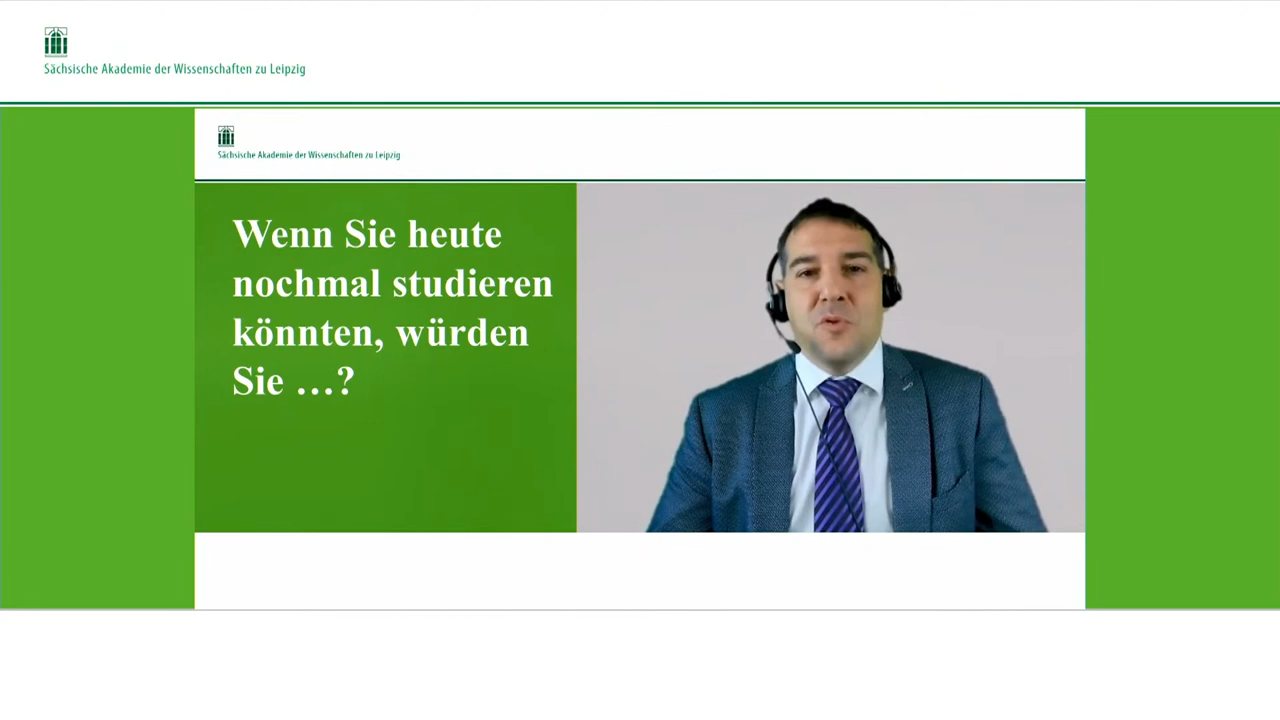 Sächsische Akademie der Wissenschaften zu Leipzig
Sächsische Akademie der Wissenschaften zu Leipzig
Wenn Sie heute
nochmal studieren
könnten, würden
Sie …?